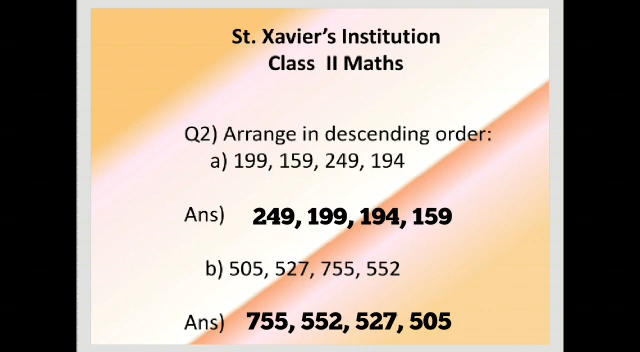 St. Xavier's Institution
Class II Maths
Q2) Arrange in descending order:
a) 199, 159, 249, 194
Ans) 249, 199, 194, 159
b) 505, 527, 755, 552
Ans) 755, 552, 527, 505